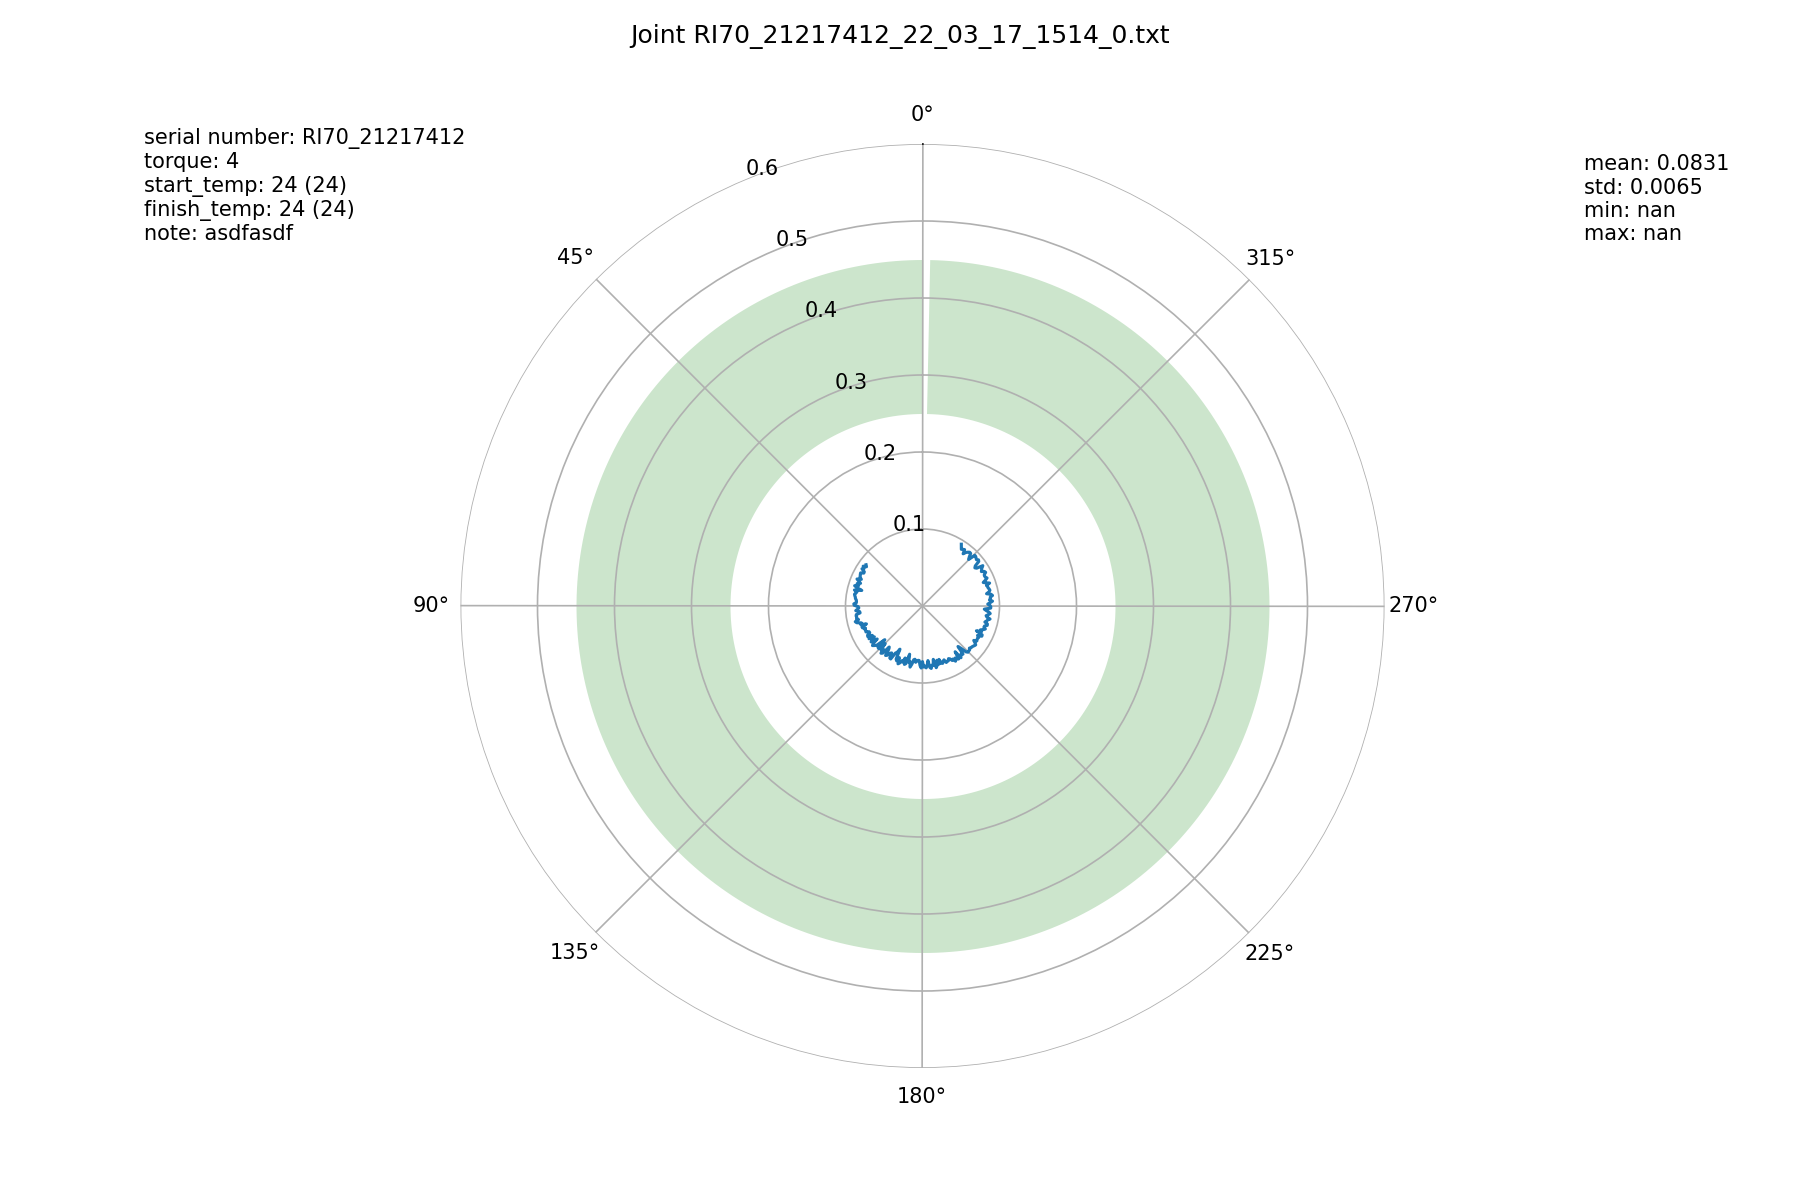 Joint RI70_21217412_22_03_17_1514_0.txt
serial number: RI70_21217412
torque: 4
start_temp: 24 (24)
finish_temp: 24 (24)
note: asdfasdf
mean: 0.0831
std: 0.0065
min: nan
max: nan
0°
45°
90°
135°
180°
225°
270°
315°
0.1
0.2
0.3
0.4
0.5
0.6